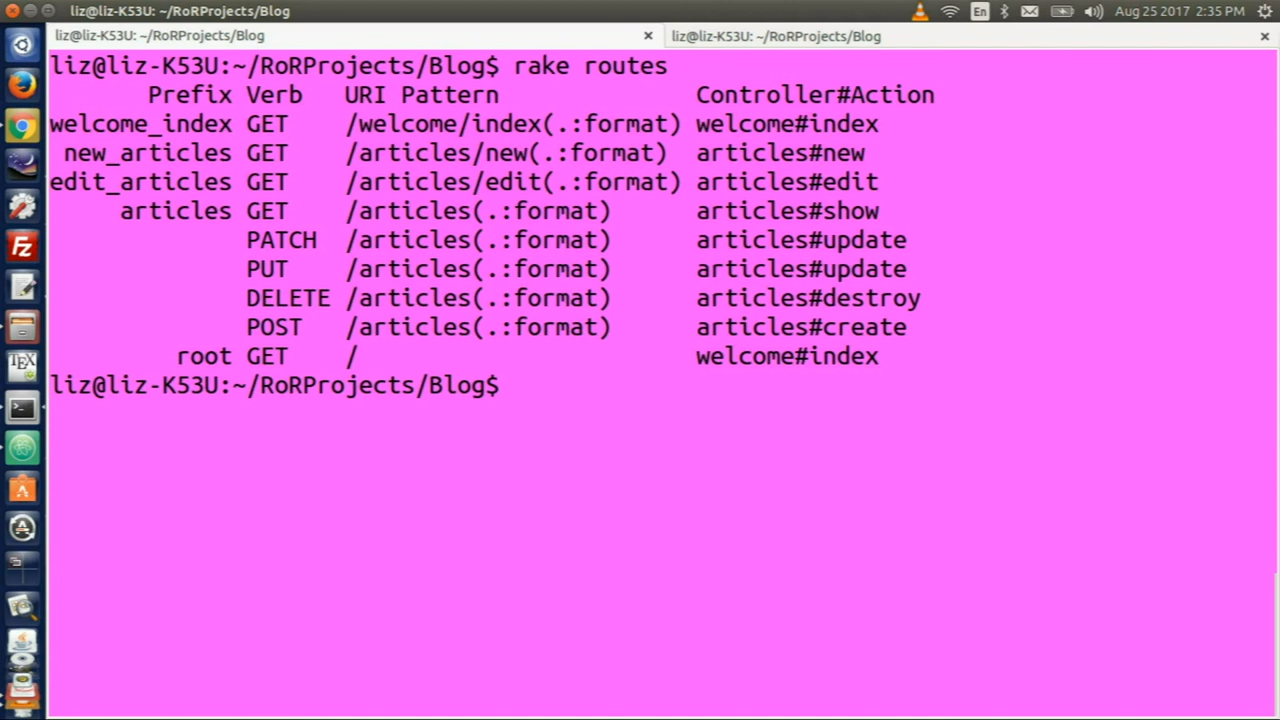 liz@liz-K53U: ~/RoRProjects/Blog
En
Aug 25 2017 2:35 PM
liz@liz-K53U: ~/RoRProjects/Blog
liz@liz-K53U: ~/RoRProjects/Blog
liz@liz-K53U:~/RoRProjects/Blog$ rake routes
Prefix Verb URI Pattern Controller#Action
welcome_index GET /welcome/index(.:format) welcome#index
new_articles GET /articles/new(.:format) articles#new
edit_articles GET /articles/edit(.:format) articles#edit
articles GET /articles(.:format) articles#show
PATCH /articles(.:format) articles#update
PUT /articles(.:format) articles#update
DELETE /articles(.:format) articles#destroy
POST /articles(.:format) articles#create
root GET / welcome#index
liz@liz-K53U:~/RoRProjects/Blog$
Fz
TEX